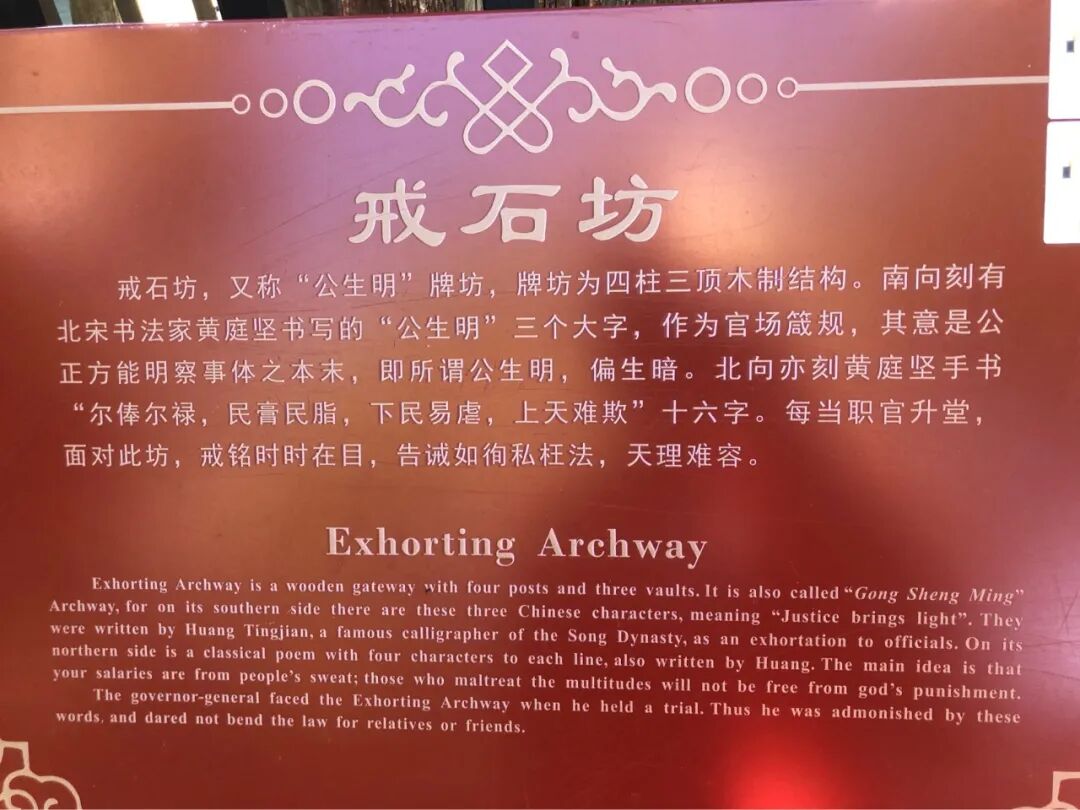 戒石坊
戒石坊，又称“公生明”牌坊，牌坊为四柱三顶木制结构。南向刻有
北宋书法家黄庭坚书写的“公生明”三个大字，作为官场箴规，其意是公
正方能明察事体之本末，即所谓公生明，偏生暗。北向亦刻黄庭坚手书
“尔俸尔禄，民膏民脂，下民易虐，上天难欺”十六字。每当职官升堂，
面对此坊，戒铭时时在目，告诫如徇私枉法，天理难容。
Exhorting Archway
Exhorting Archway is a wooden gateway with four posts and three vaults. It is also called “Gong Sheng Ming”
Archway, for on its southern side there are these three Chinese characters, meaning “Justice brings light”. They
were written by Huang Tingjian, a famous calligrapher of the Song Dynasty, as an exhortation to officials. On its
northern side is a classical poem with four characters to each line, also written by Huang. The main idea is that
your salaries are from people's sweat; those who maltreat the multitudes will not be free from god's punishment.
The governor-general faced the Exhorting Archway when he held a trial. Thus he was admonished by these
words, and dared not bend the law for relatives or friends.